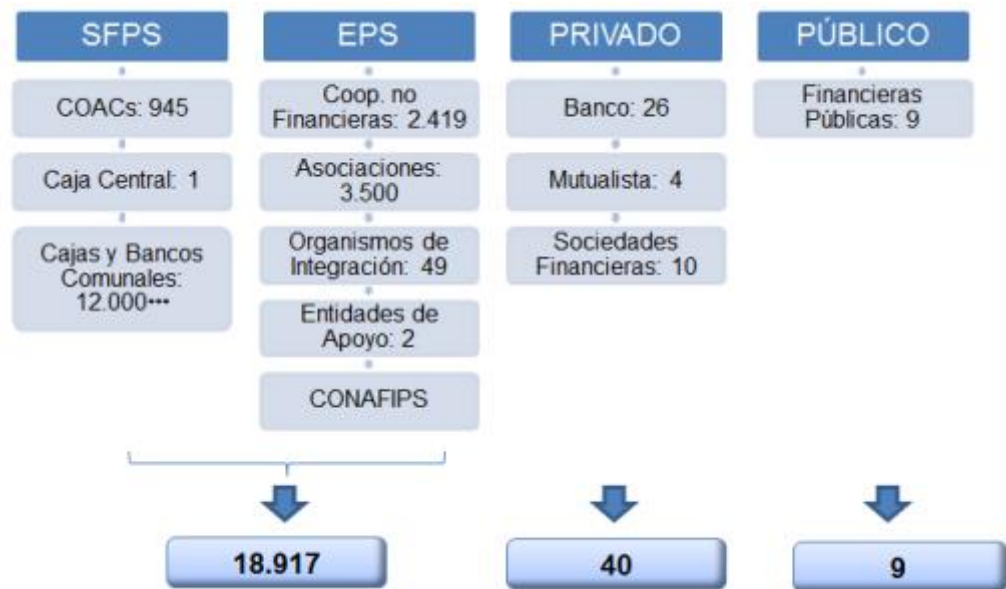 SFPS
COACs: 945
Caja Central: 1
Cajas y Bancos
Comunales:
12.000•••
EPS
Coop. no
Financieras: 2.419
Asociaciones:
3.500
Organismos de
Integración: 49
Entidades de
Apoyo: 2
CONAFIPS
PRIVADO
Banco: 26
Mutualista: 4
Sociedades
Financieras: 10
PÚBLICO
Financieras
Públicas: 9
18.917
40
9